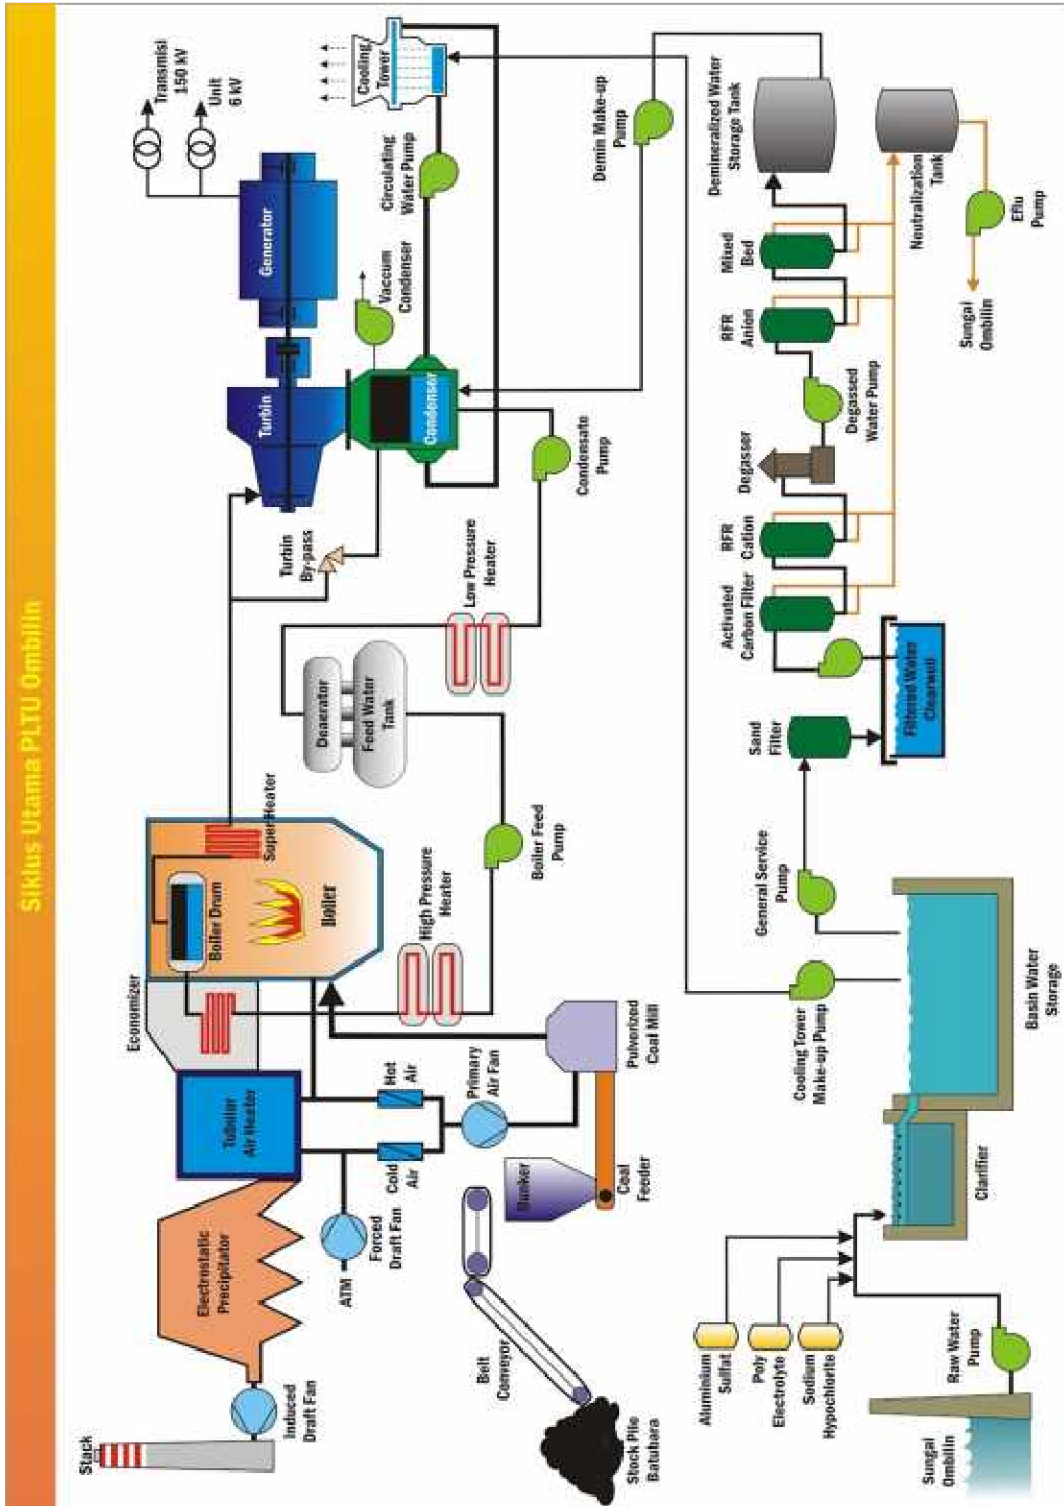 Siklus Utama PLTU Ombilin
Stack
Induced
Draft Fan
Electrostatic
Precipitator
Tubuler
Air Heater
Economizer
Boiler Drum
Super Heater
Boiler
Transmisi
150 kV
Unit
6 kV
Generator
Turbin
Turbin
By-pass
Cooling
Tower
Circulating
Water Pump
Vaccum
Condenser
Condenser
Condensate
Pump
Low Pressure
Heater
Deaerator
Feed Water
Tank
Boiler Feed
Pump
High Pressure
Heater
ATM
Forced
Draft Fan
Cold
Air
Hot
Air
Primary
Air Fan
Pulverized
Coal Mill
Bunker
Coal
Feeder
Belt
Conveyor
Stock Pile
Batubara
Demin Make-up
Pump
Demineralized Water
Storage Tank
Neutralization
Tank
Eflu
Pump
Sungai
Ombilin
Mixed
Bed
RFR
Anion
Degassed
Water Pump
Degasser
RFR
Cation
Activated
Carbon Filter
Filtered Water
Clearwell
Sand
Filter
General Service
Pump
Cooling Tower
Make-up Pump
Basin Water
Storage
Clarifier
Aluminium
Sulfat
Poly
Electrolyte
Sodium
Hypochlorite
Raw Water
Pump
Sungai
Ombilin